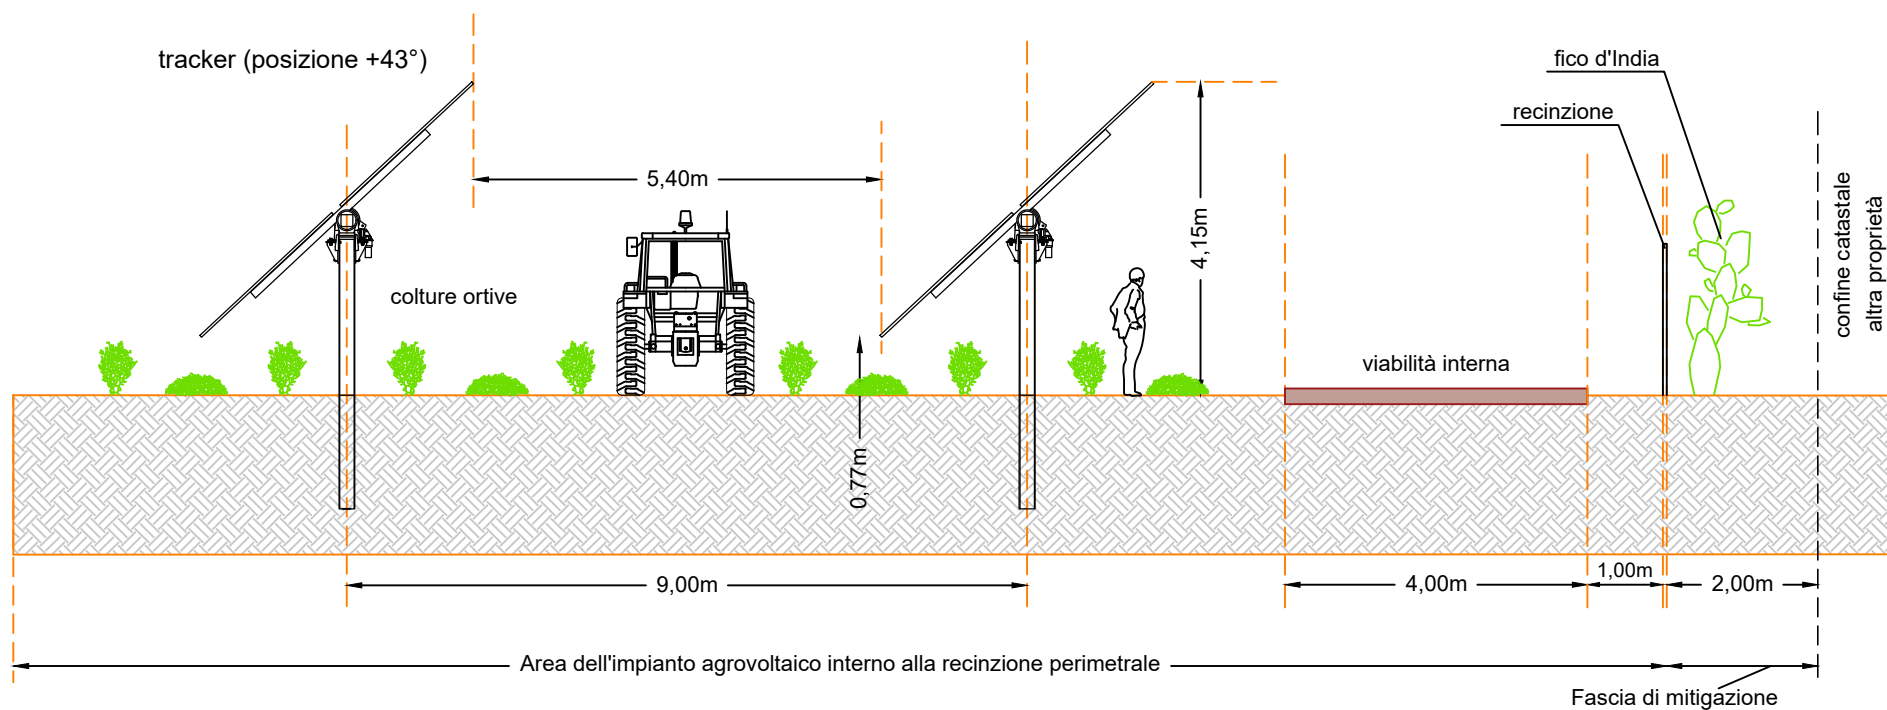 tracker (posizione +43°)
fico d'India
recinzione
5,40m
4,15m
confine catastale
altra proprietà
colture ortive
viabilità interna
0,77m
9,00m
4,00m
1,00m
2,00m
Area dell'impianto agrovoltaico interno alla recinzione perimetrale
Fascia di mitigazione